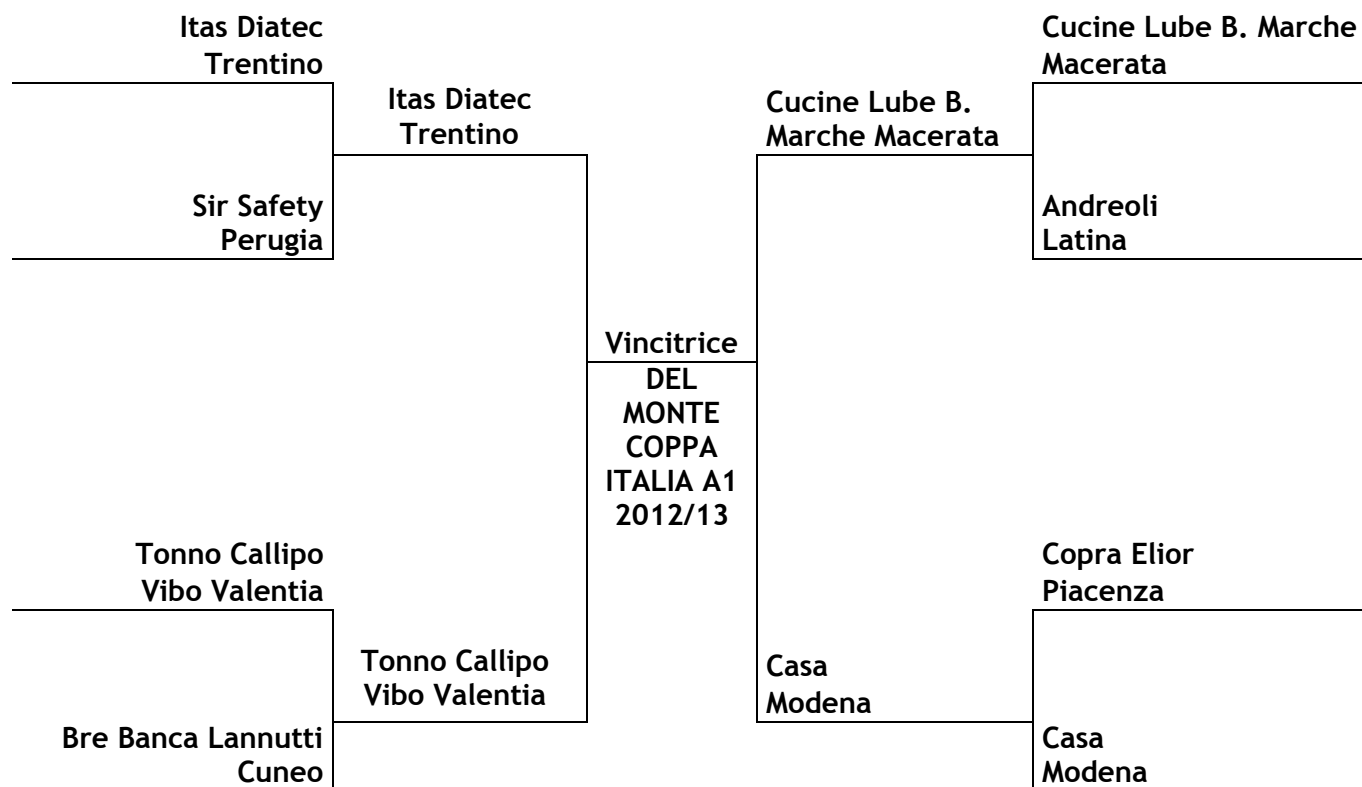 Itas Diatec
Trentino
Sir Safety
Perugia
Tonno Callipo
Vibo Valentia
Bre Banca Lannutti
Cuneo
Itas Diatec
Trentino
Tonno Callipo
Vibo Valentia
Vincitrice
DEL
MONTE
COPPA
ITALIA A1
2012/13
Cucine Lube B.
Marche Macerata
Casa
Modena
Cucine Lube B. Marche
Macerata
Andreoli
Latina
Copra Elior
Piacenza
Casa
Modena